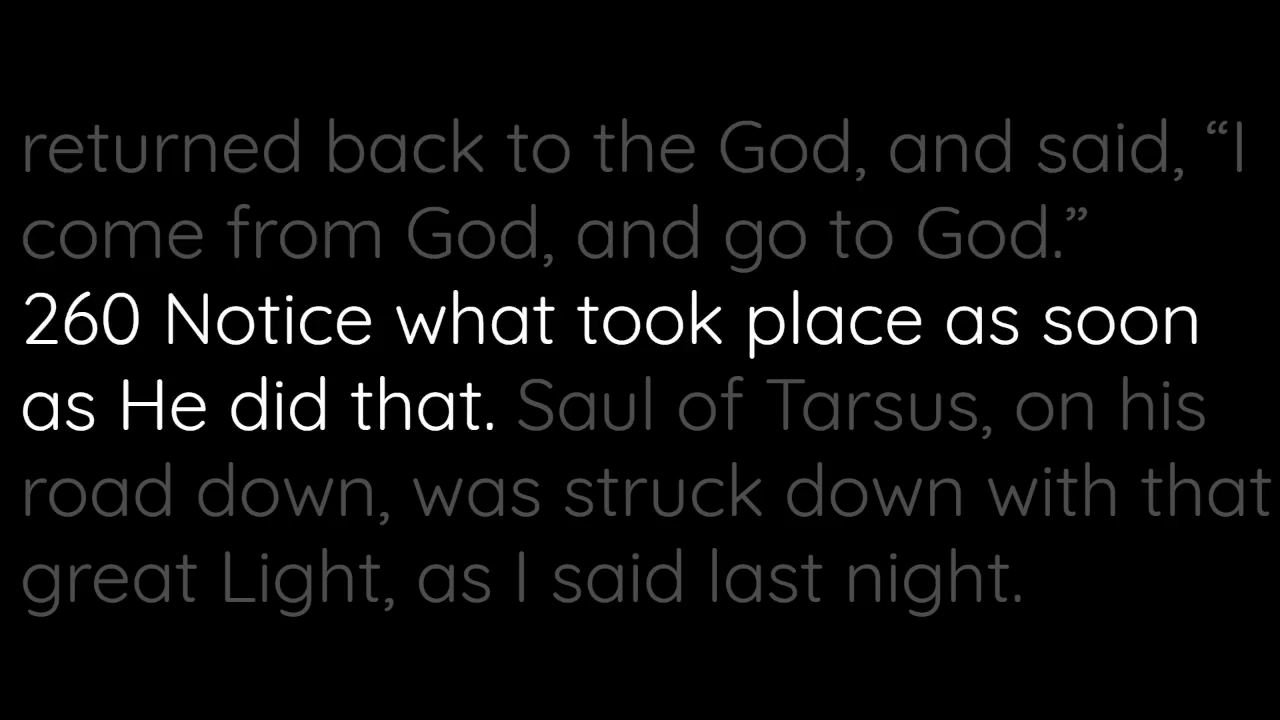 returned back to the God, and said, “I
come from God, and go to God.”
260 Notice what took place as soon
as He did that. Saul of Tarsus, on his
road down, was struck down with that
great Light, as I said last night.